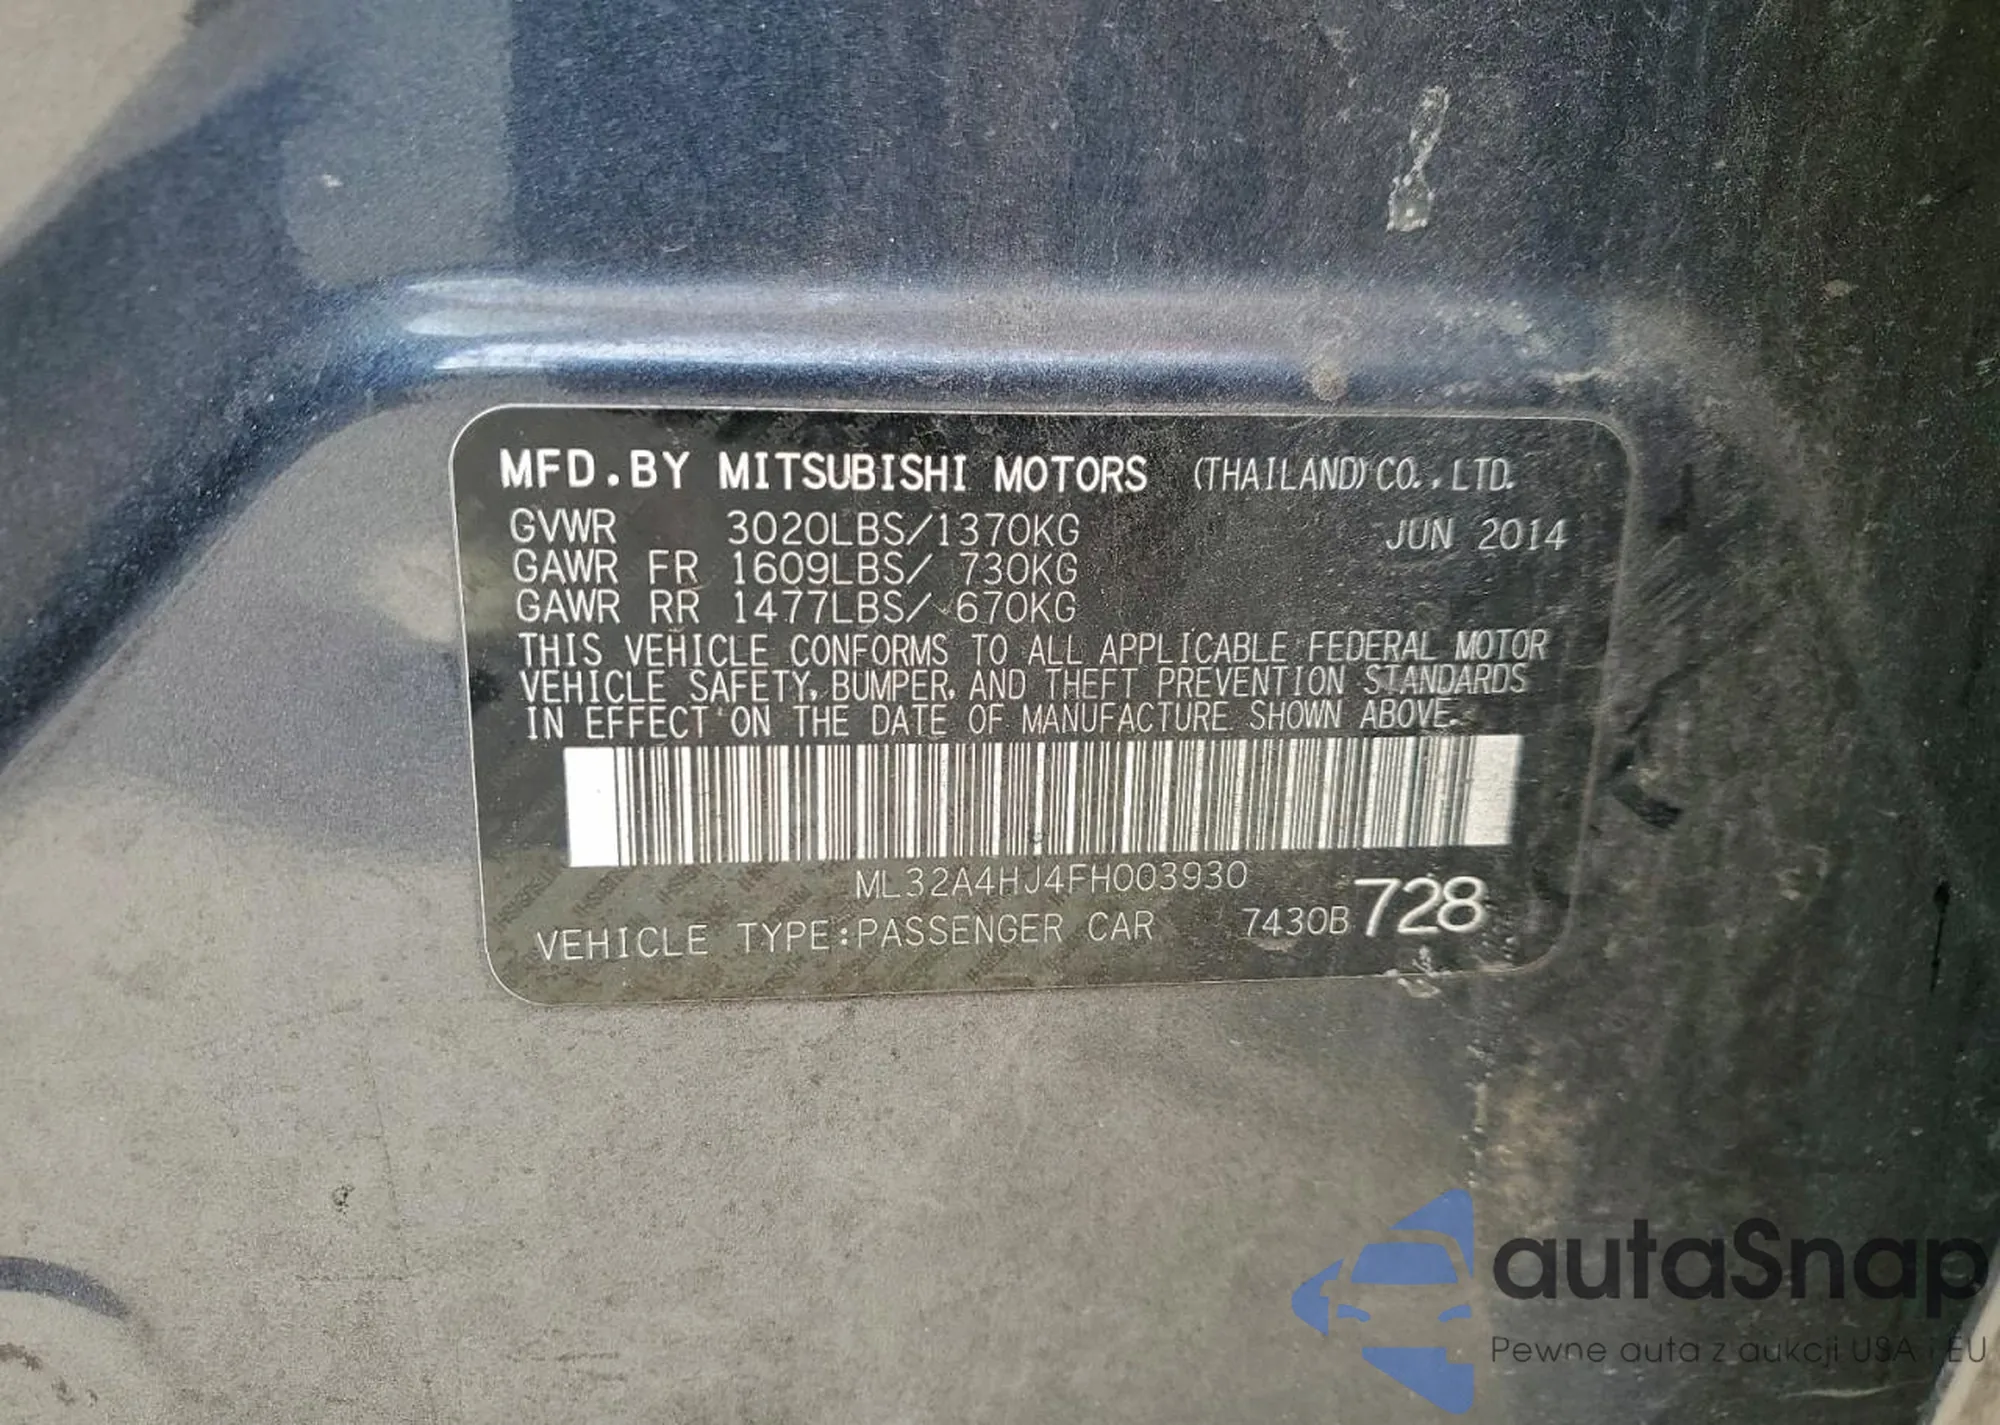 MFD.BY MITSUBISHI MOTORS (THAILAND) CO.,LTD.
GVWR 3020LBS/1370KG JUN 2014
GAWR FR 1609LBS/ 730KG
GAWR RR 1477LBS/ 670KG
THIS VEHICLE CONFORMS TO ALL APPLICABLE FEDERAL MOTOR
VEHICLE SAFETY, BUMPER, AND THEFT PREVENTION STANDARDS
IN EFFECT ON THE DATE OF MANUFACTURE SHOWN ABOVE.
ML32A4HJ4FH003930
VEHICLE TYPE:PASSENGER CAR 7430B 728
autaSnap
Pewne auta z aukcji USA i EU